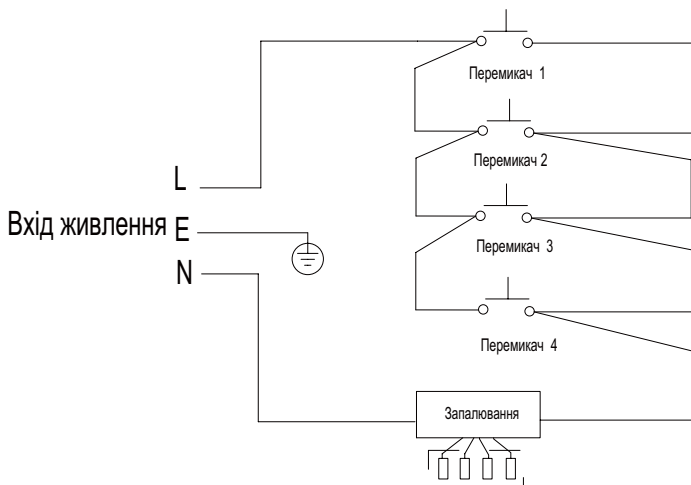 Перемикач 1
Перемикач 2
L
Вхід живлення E
Перемикач 3
N
Перемикач 4
Запалювання